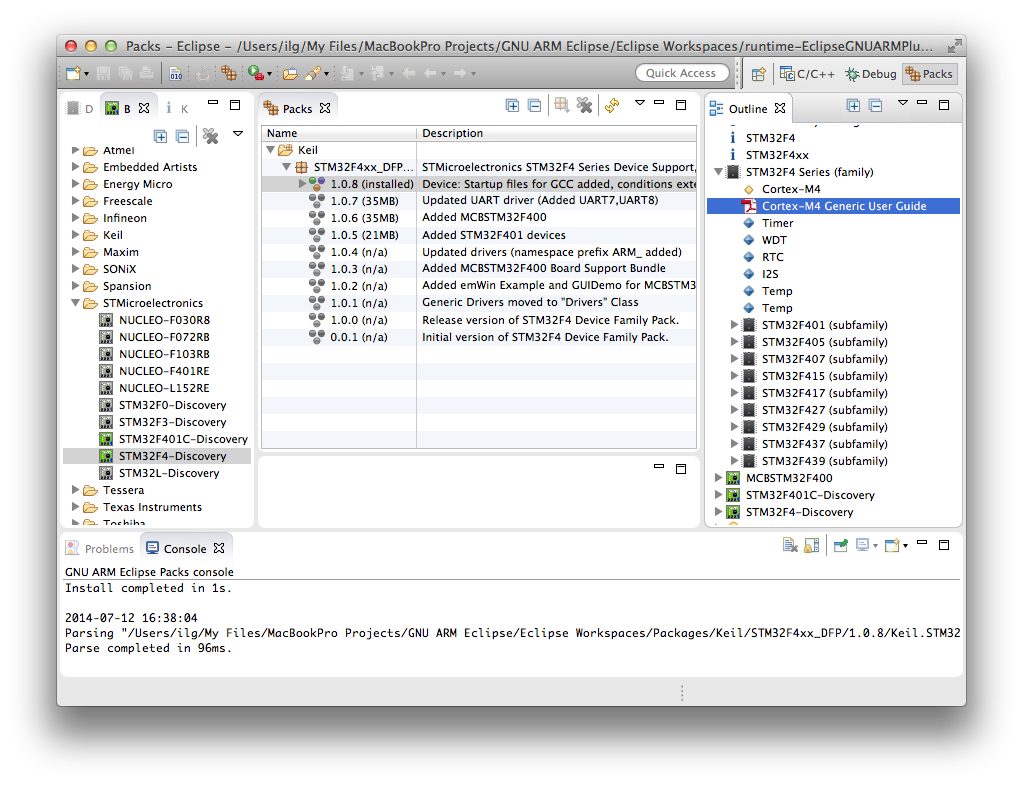 Packs – Eclipse – /Users/ilg/My Files/MacBookPro Projects/GNU ARM Eclipse/Eclipse Workspaces/runtime–EclipseGNUARMPlu...
010
Quick Access
C/C++
Debug
Packs
D
B
K
Atmel
Embedded Artists
Energy Micro
Freescale
Infineon
Keil
Maxim
SONiX
Spansion
STMicroelectronics
NUCLEO-F030R8
NUCLEO-F072RB
NUCLEO-F103RB
NUCLEO-F401RE
NUCLEO-L152RE
STM32F0-Discovery
STM32F3-Discovery
STM32F401C-Discovery
STM32F4-Discovery
STM32L-Discovery
Tessera
Texas Instruments
Toshiba
Packs
Name Description
Keil
STM32F4xx_DFP... STMicroelectronics STM32F4 Series Device Support,
1.0.8 (installed) Device: Startup files for GCC added, conditions exte
1.0.7 (35MB) Updated UART driver (Added UART7,UART8)
1.0.6 (35MB) Added MCBSTM32F400
1.0.5 (21MB) Added STM32F401 devices
1.0.4 (n/a) Updated drivers (namespace prefix ARM_ added)
1.0.3 (n/a) Added MCBSTM32F400 Board Support Bundle
1.0.2 (n/a) Added emWin Example and GUIDemo for MCBSTM3
1.0.1 (n/a) Generic Drivers moved to "Drivers" Class
1.0.0 (n/a) Release version of STM32F4 Device Family Pack.
0.0.1 (n/a) Initial version of STM32F4 Device Family Pack.
Outline
STM32F4
STM32F4xx
STM32F4 Series (family)
Cortex-M4
Cortex-M4 Generic User Guide
Timer
WDT
RTC
I2S
Temp
Temp
STM32F401 (subfamily)
STM32F405 (subfamily)
STM32F407 (subfamily)
STM32F415 (subfamily)
STM32F417 (subfamily)
STM32F427 (subfamily)
STM32F429 (subfamily)
STM32F437 (subfamily)
STM32F439 (subfamily)
MCBSTM32F400
STM32F401C-Discovery
STM32F4-Discovery
Problems
Console
GNU ARM Eclipse Packs console
Install completed in 1s.
2014-07-12 16:38:04
Parsing "/Users/ilg/My Files/MacBookPro Projects/GNU ARM Eclipse/Eclipse Workspaces/Packages/Keil/STM32F4xx_DFP/1.0.8/Keil.STM32
Parse completed in 96ms.